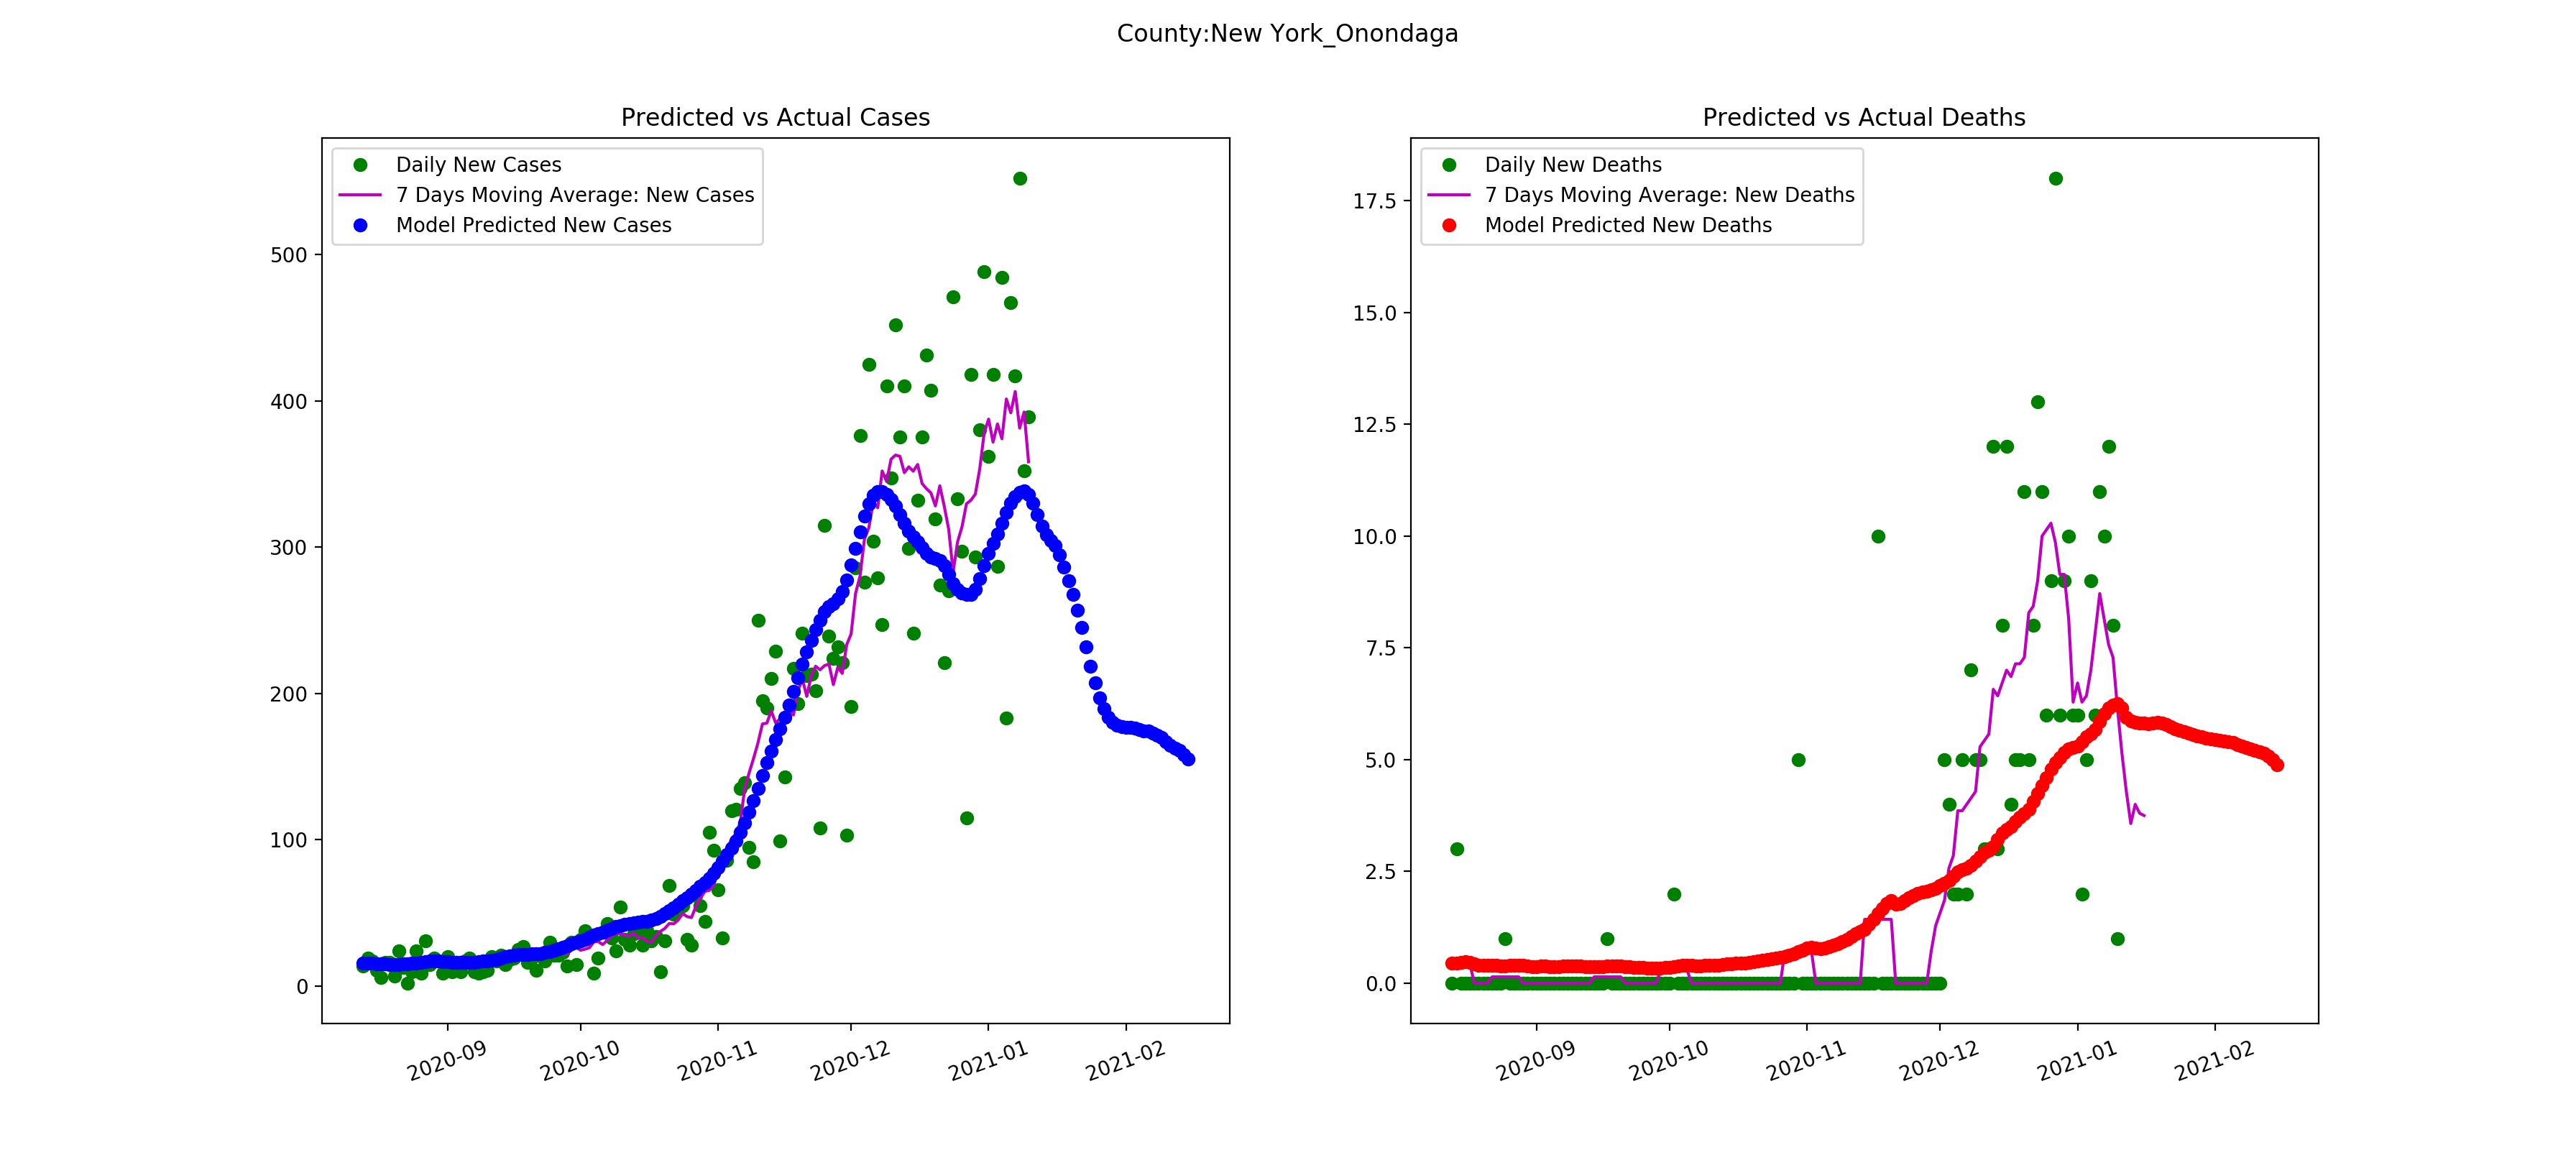 County:New York_Onondaga
Predicted vs Actual Cases
Daily New Cases
7 Days Moving Average: New Cases
Model Predicted New Cases
500
400
300
200
100
0
2020-09
2020-10
2020-11
2020-12
2021-01
2021-02
Predicted vs Actual Deaths
Daily New Deaths
7 Days Moving Average: New Deaths
Model Predicted New Deaths
17.5
15.0
12.5
10.0
7.5
5.0
2.5
0.0
2020-09
2020-10
2020-11
2020-12
2021-01
2021-02